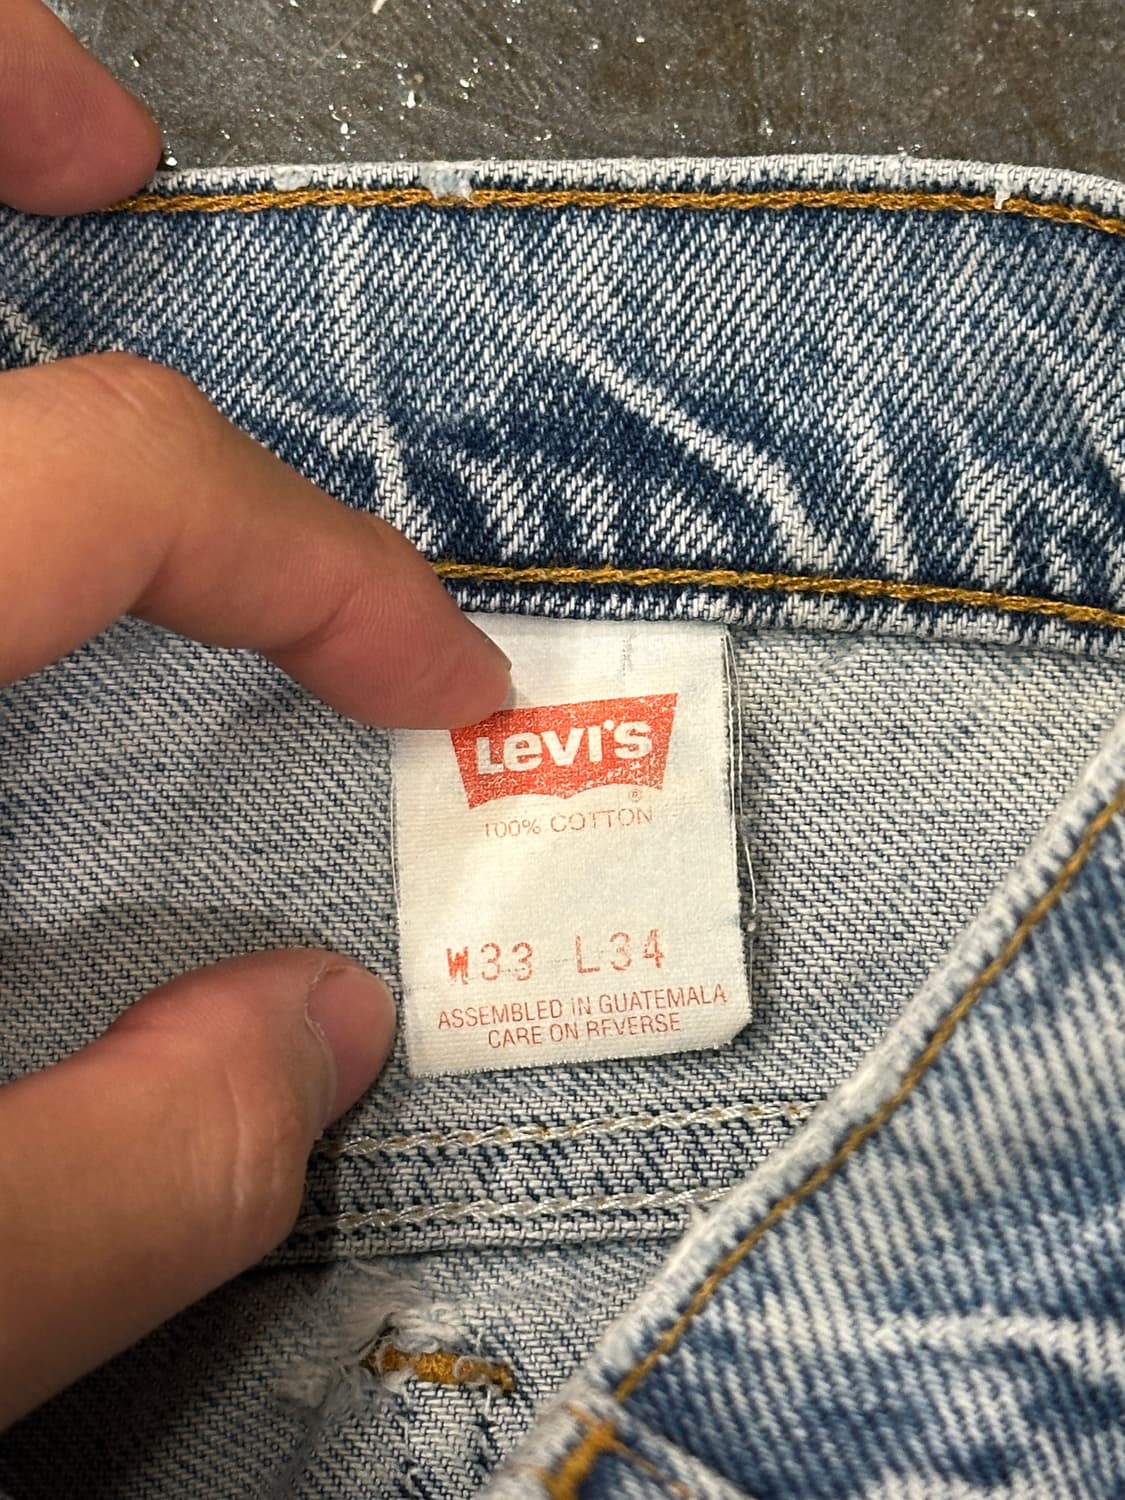 Levi's
®
100% COTTON
W33 L34
ASSEMBLED IN GUATEMALA
CARE ON REVERSE